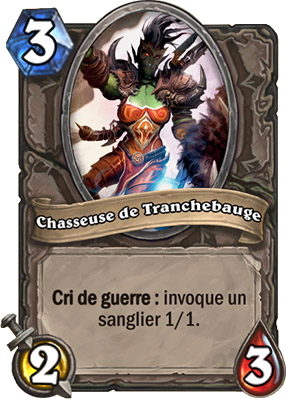 3
Chasseuse de Tranchebauge
Cri de guerre : invoque un
sanglier 1/1.
2
3